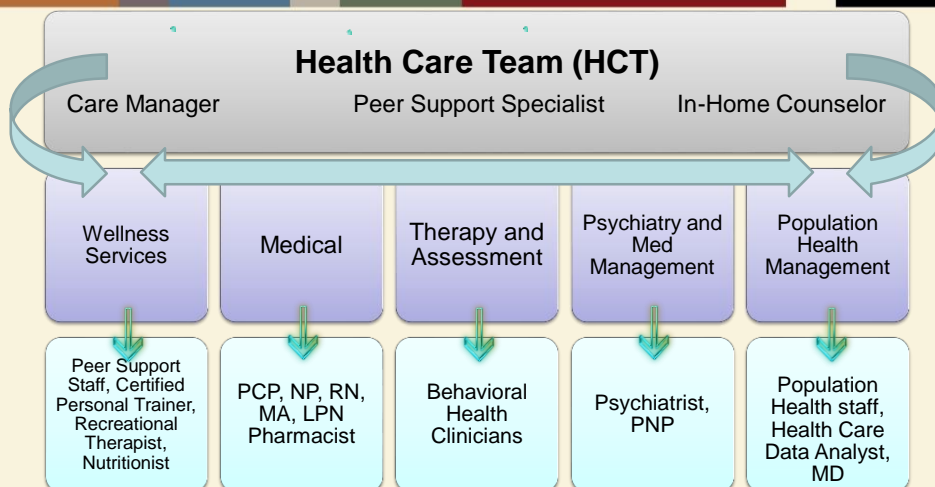 Health Care Team (HCT)
Care Manager
Peer Support Specialist
In-Home Counselor
Wellness
Services
Medical
Therapy and
Assessment
Psychiatry and
Med
Management
Population
Health
Management
Peer Support
Staff, Certified
Personal Trainer,
Recreational
Therapist,
Nutritionist
PCP, NP, RN,
MA, LPN
Pharmacist
Behavioral
Health
Clinicians
Psychiatrist,
PNP
Population
Health staff,
Health Care
Data Analyst,
MD